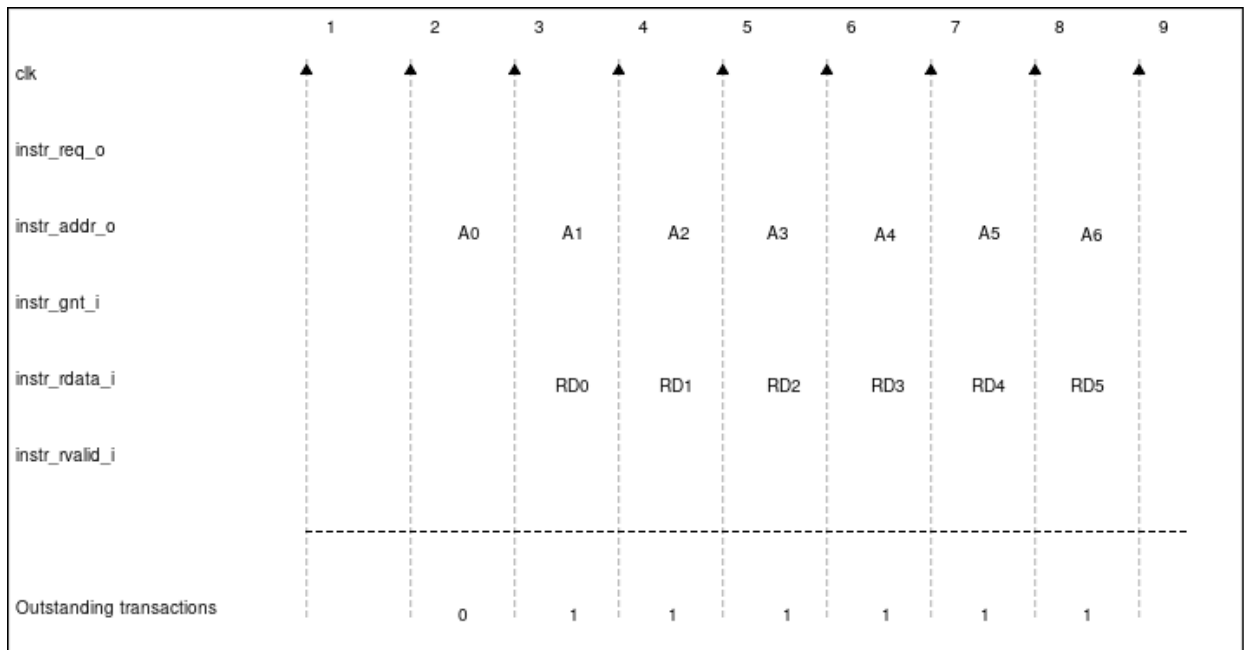 1 2 3 4 5 6 7 8 9
clk
instr_req_o
instr_addr_o A0 A1 A2 A3 A4 A5 A6
instr_gnt_i
instr_rdata_i RD0 RD1 RD2 RD3 RD4 RD5
instr_rvalid_i
Outstanding transactions 0 1 1 1 1 1 1